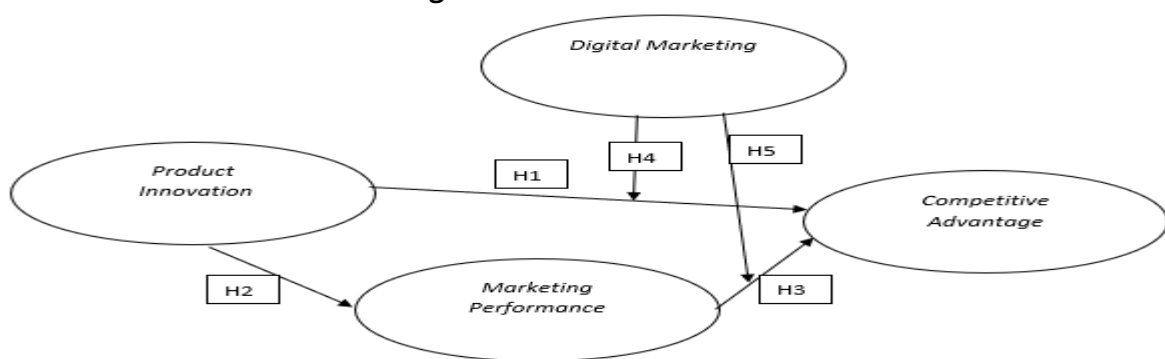 Digital Marketing
Product
Innovation
H1
H4
H5
Competitive
Advantage
H2
Marketing
Performance
H3